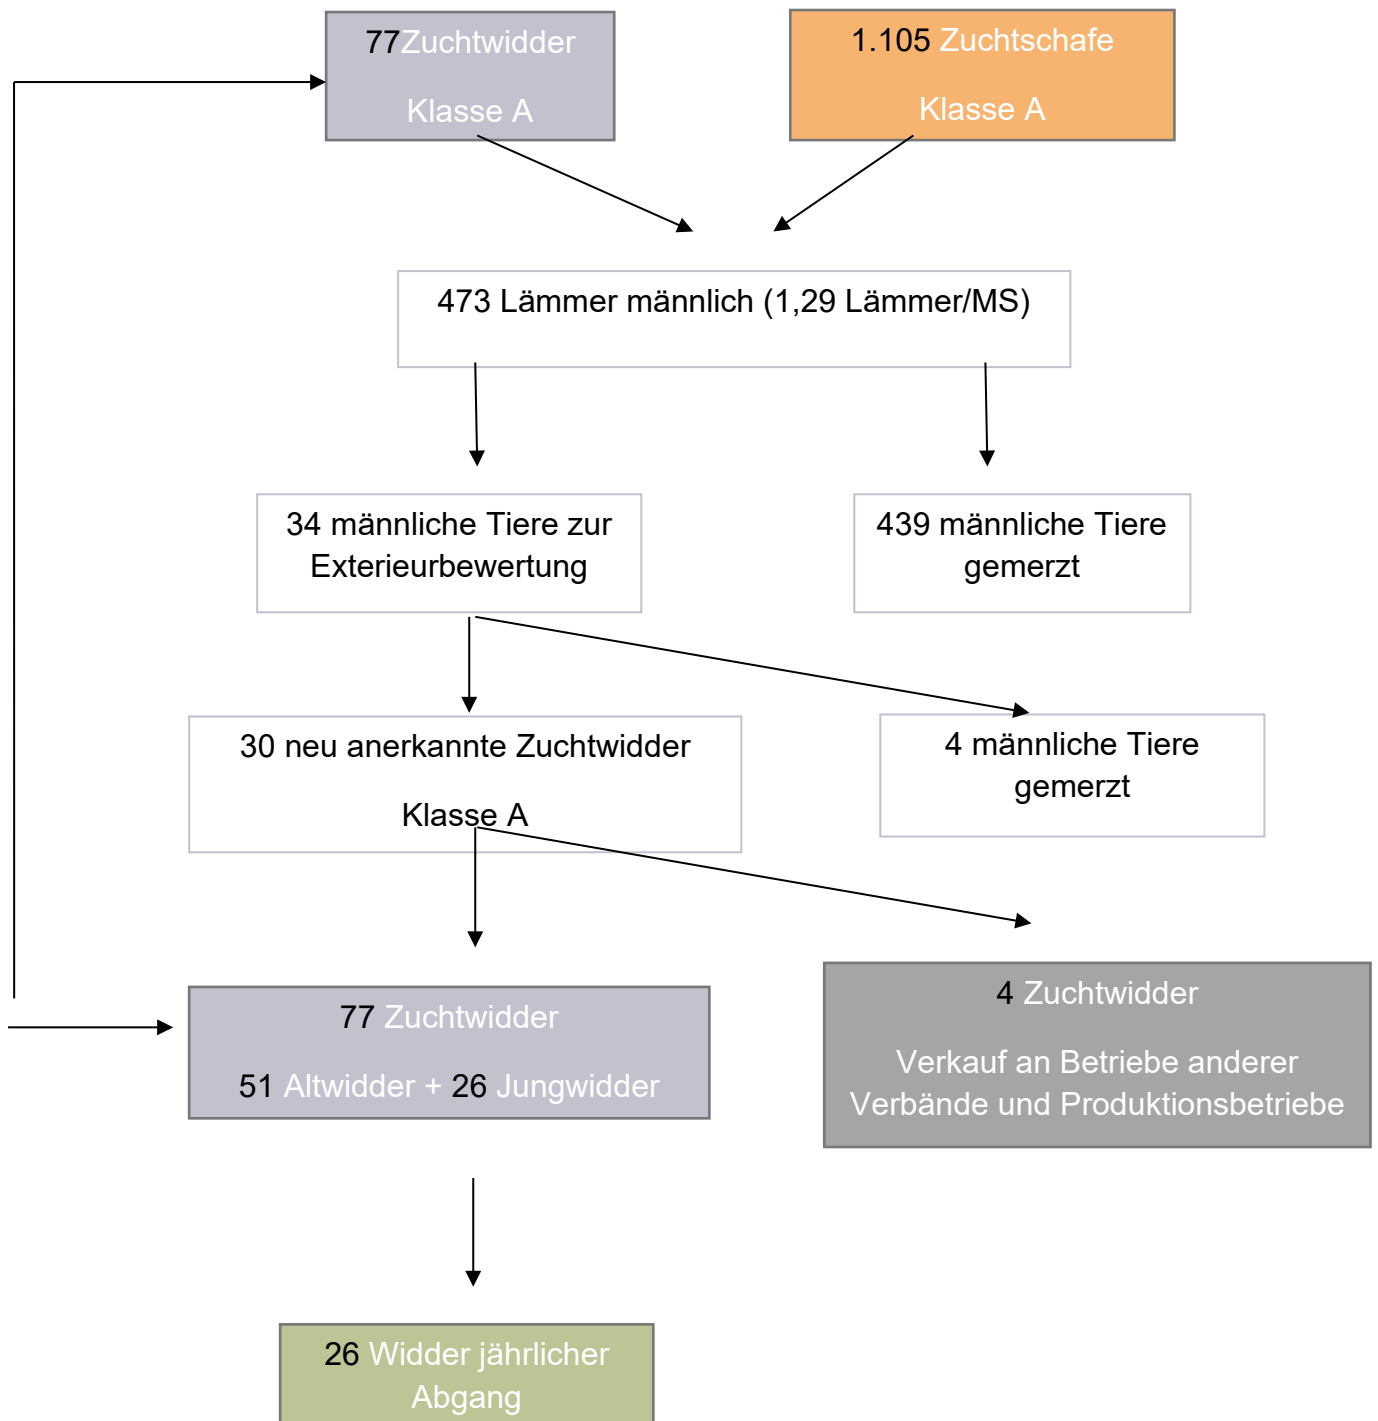 77Zuchtwidder
Klasse A
1.105 Zuchtschafe
Klasse A
473 Lämmer männlich (1,29 Lämmer/MS)
34 männliche Tiere zur
Exterieurbewertung
439 männliche Tiere
gemerzt
30 neu anerkannte Zuchtwidder
Klasse A
4 männliche Tiere
gemerzt
77 Zuchtwidder
51 Altwidder + 26 Jungwidder
4 Zuchtwidder
Verkauf an Betriebe anderer
Verbände und Produktionsbetriebe
26 Widder jährlicher
Abgang